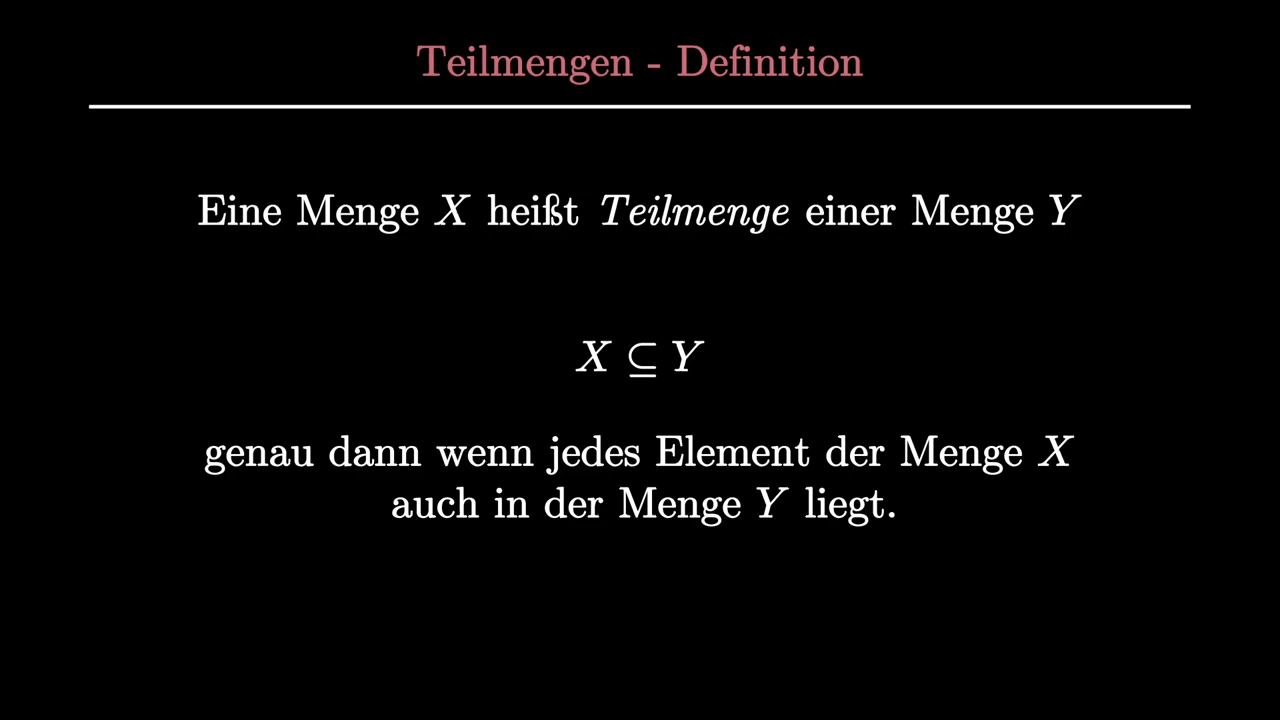 Teilmengen - Definition
Eine Menge X heißt Teilmenge einer Menge Y
X ⊆ Y
genau dann wenn jedes Element der Menge X
auch in der Menge Y liegt.